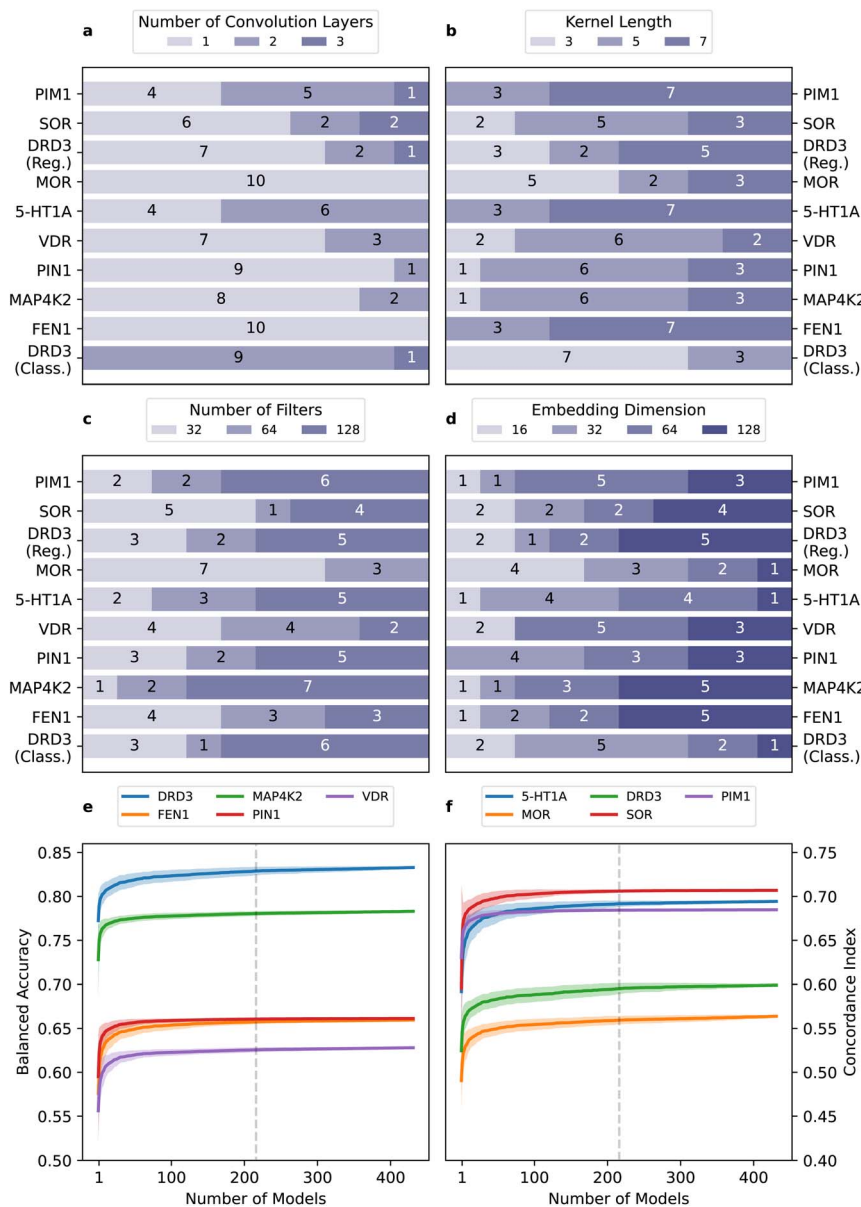 a Number of Convolution Layers
1 2 3
PIM1 4 5 1
SOR 6 2 2
DRD3
(Reg.) 7 2 1
MOR 10
5-HT1A 4 6
VDR 7 3
PIN1 9 1
MAP4K2 8 2
FEN1 10
DRD3
(Class.) 9 1
b Kernel Length
3 5 7
3 7 PIM1
2 5 3 SOR
3 2 5 DRD3
(Reg.)
5 2 3 MOR
3 7 5-HT1A
2 6 2 VDR
1 6 3 PIN1
1 6 3 MAP4K2
3 7 FEN1
7 3 DRD3
(Class.)
c Number of Filters
32 64 128
PIM1 2 2 6
SOR 5 1 4
DRD3
(Reg.) 3 2 5
MOR 7 3
5-HT1A 2 3 5
VDR 4 4 2
PIN1 3 2 5
MAP4K2 1 2 7
FEN1 4 3 3
DRD3
(Class.) 3 1 6
d Embedding Dimension
16 32 64 128
1 1 5 3 PIM1
2 2 2 4 SOR
2 1 2 5 DRD3
(Reg.)
4 3 2 1 MOR
1 4 4 1 5-HT1A
2 5 3 VDR
4 3 3 PIN1
1 1 3 5 MAP4K2
1 2 2 5 FEN1
2 5 2 1 DRD3
(Class.)
e DRD3 MAP4K2 VDR
FEN1 PIN1
Balanced Accuracy
0.85
0.80
0.75
0.70
0.65
0.60
0.55
0.50
1 100 200 300 400
Number of Models
f 5-HT1A DRD3 PIM1
MOR SOR
0.75
0.70
0.65
0.60
0.55
0.50
0.45
0.40
Concordance Index
1 100 200 300 400
Number of Models